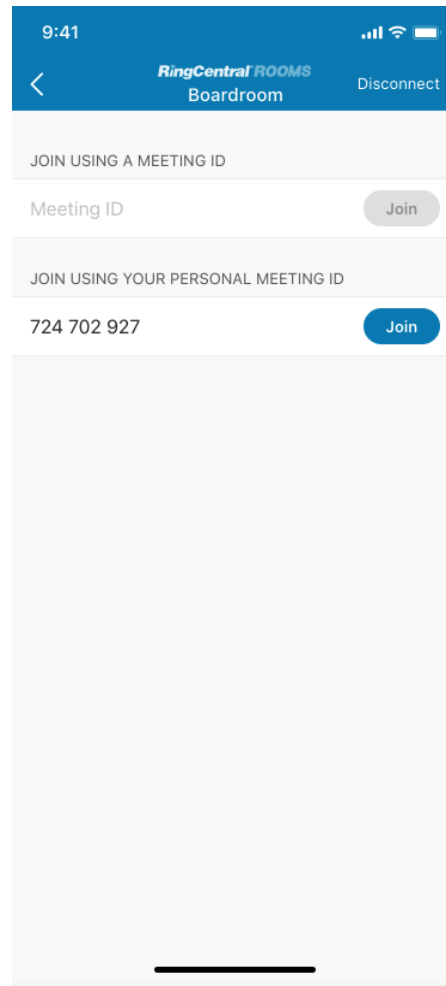 9:41
RingCentral ROOMS
Boardroom
Disconnect
JOIN USING A MEETING ID
Meeting ID
Join
JOIN USING YOUR PERSONAL MEETING ID
724 702 927
Join